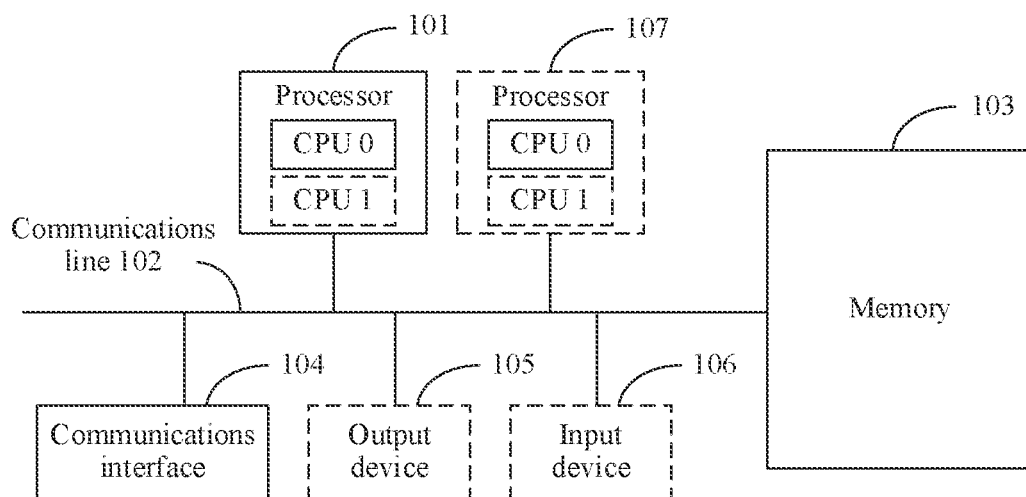 101
107
Processor
CPU 0
CPU 1
Processor
CPU 0
CPU 1
103
Communications
line 102
Memory
104
105
106
Communications
interface
Output
device
Input
device